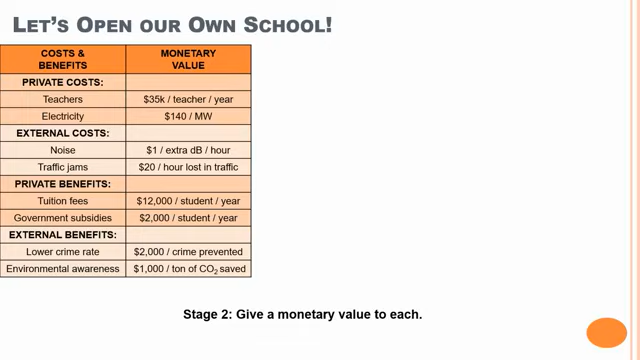 LET'S OPEN OUR OWN SCHOOL!
COSTS & BENEFITS MONETARY VALUE
PRIVATE COSTS:
Teachers $35k / teacher / year
Electricity $140 / MW
EXTERNAL COSTS:
Noise $1 / extra dB / hour
Traffic jams $20 / hour lost in traffic
PRIVATE BENEFITS:
Tuition fees $12,000 / student / year
Government subsidies $2,000 / student / year
EXTERNAL BENEFITS:
Lower crime rate $2,000 / crime prevented
Environmental awareness $1,000 / ton of CO₂ saved
Stage 2: Give a monetary value to each.